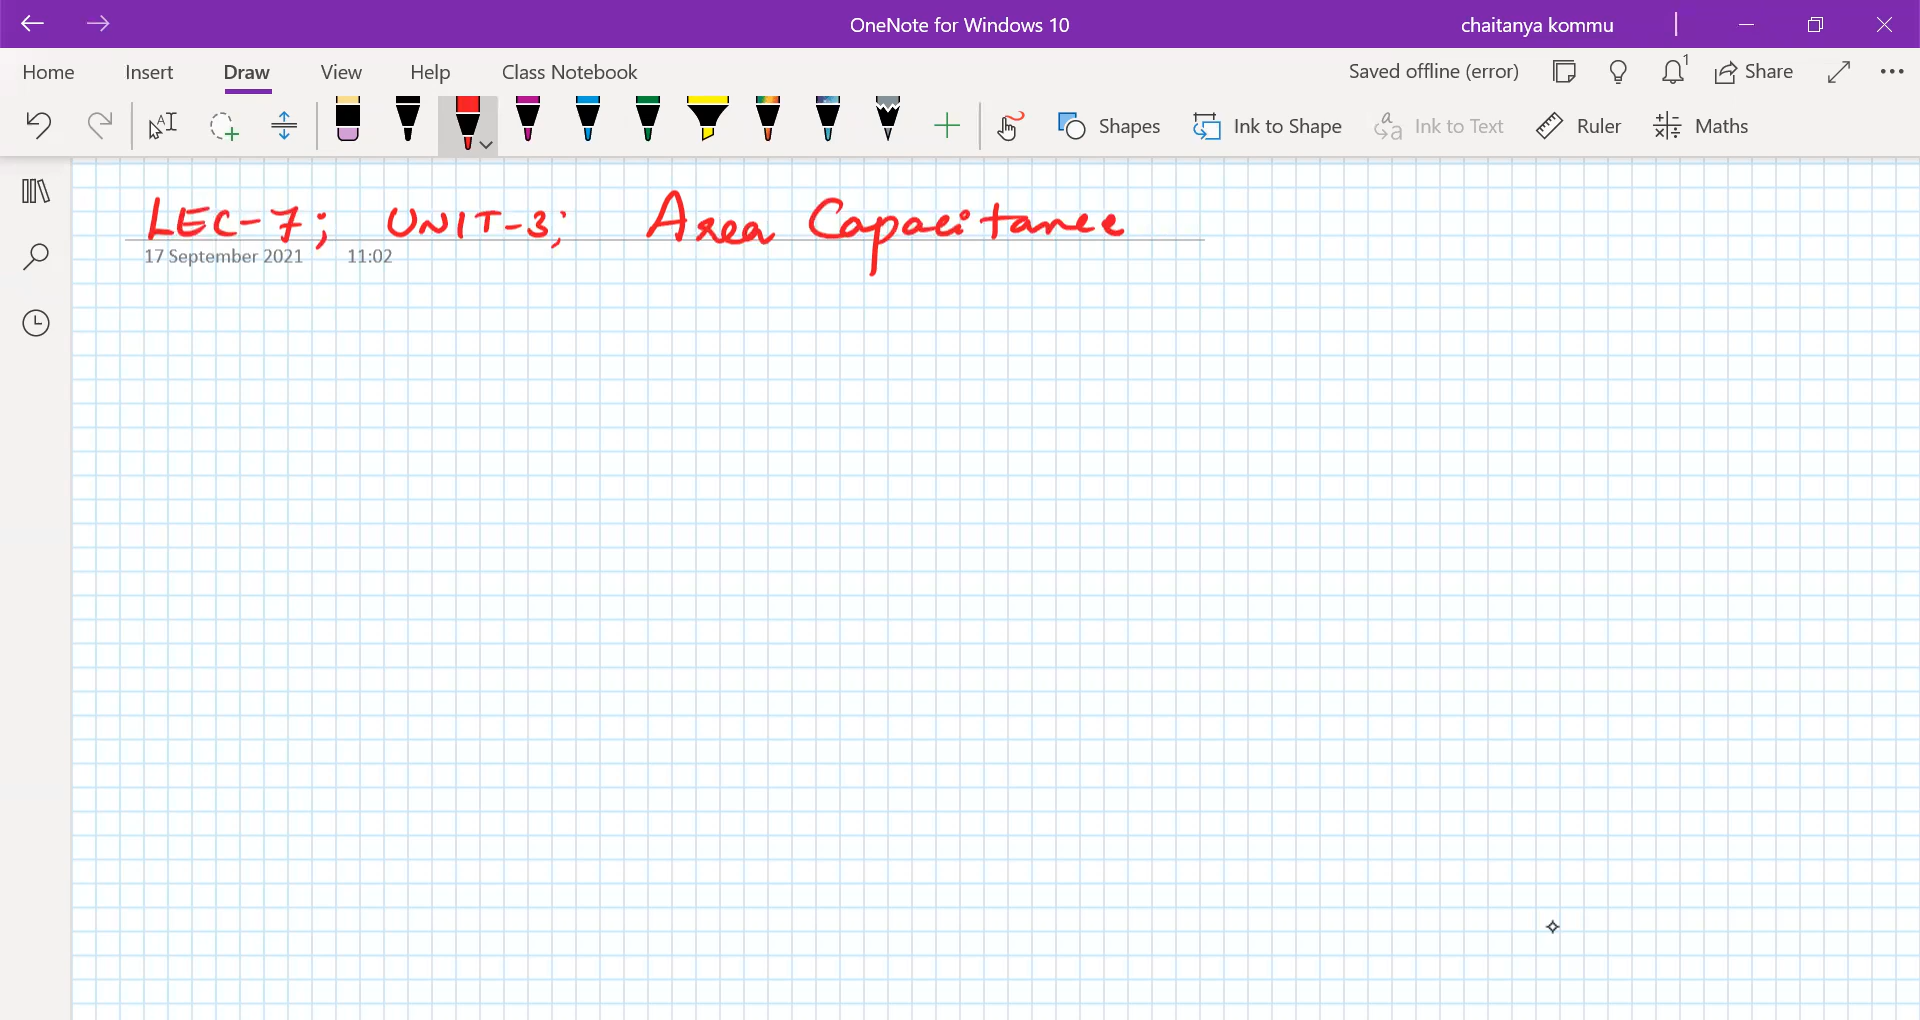 OneNote for Windows 10
chaitanya kommu
Home Insert Draw View Help Class Notebook
Saved offline (error) 1 Share
Shapes Ink to Shape Ink to Text Ruler Maths
LEC-7; UNIT-3; Area Capacitance
17 September 2021 11:02